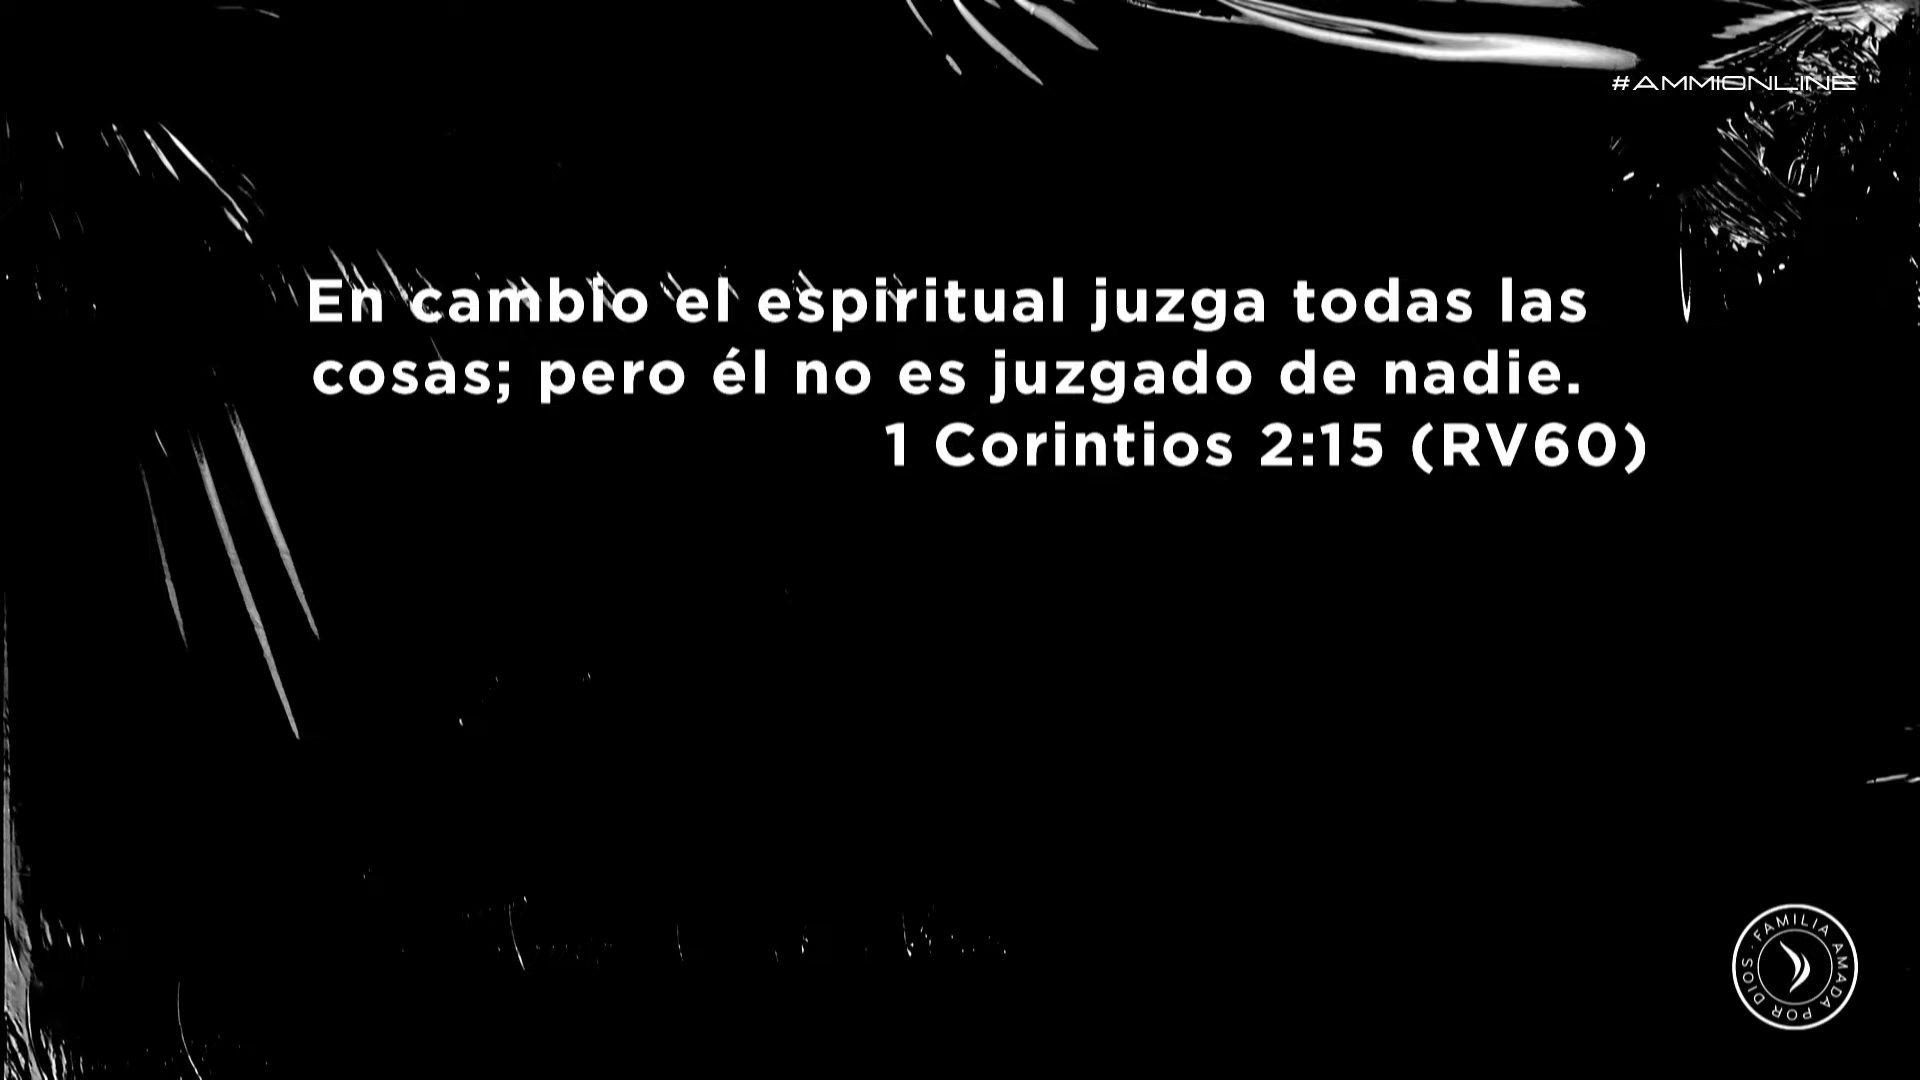 #AMMIONLINE
En cambio el espiritual juzga todas las
cosas; pero él no es juzgado de nadie.
1 Corintios 2:15 (RV60)
FAMILIA AMADA POR DIOS